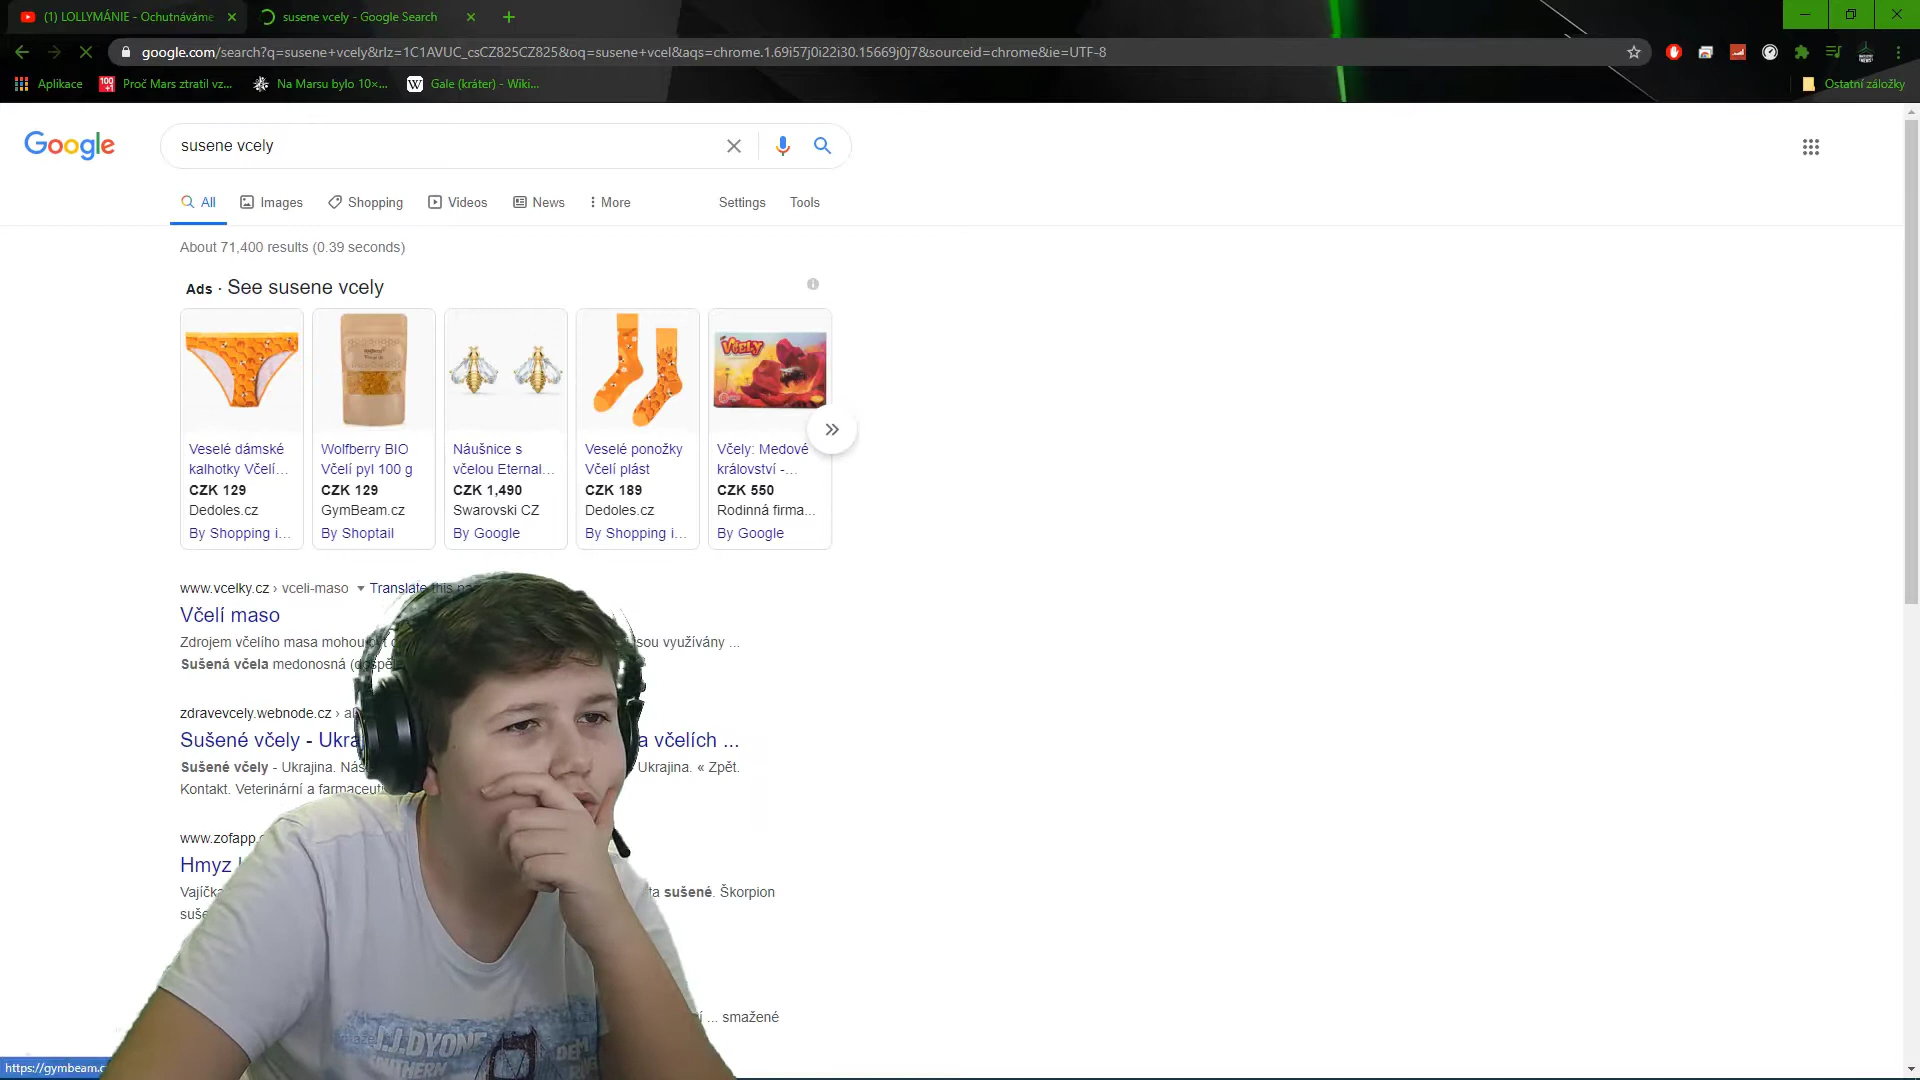 (1) LOLLYMÁNIE - Ochutnáváme
susene vcely - Google Search
google.com/search?q=susene+vcely&rlz=1C1AVUC_csCZ825CZ825&oq=susene+vcel&aqs=chrome.1.69i57j0i22i30.15669j0j7&sourceid=chrome&ie=UTF-8
Aplikace
Proč Mars ztratil vz...
Na Marsu bylo 10×...
Gale (kráter) - Wiki...
Ostatní záložky
Google
susene vcely
All Images Shopping Videos News More Settings Tools
About 71,400 results (0.39 seconds)
Ads · See susene vcely
Veselé dámské
kalhotky Včelí...
CZK 129
Dedoles.cz
By Shopping i...
Wolfberry BIO
Včelí pyl 100 g
CZK 129
GymBeam.cz
By Shoptail
Náušnice s
včelou Eternal...
CZK 1,490
Swarovski CZ
By Google
Veselé ponožky
Včelí plást
CZK 189
Dedoles.cz
By Shopping i...
Včely
Včely: Medové
království -...
CZK 550
Rodinná firma...
By Google
www.vcelky.cz › vceli-maso Translate this
Včelí maso
Zdrojem včelího masa mohou být jsou využívány ...
Sušená včela medonosná
zdravevcely.webnode.cz
Sušené včely - a včelích ...
Sušené včely - Ukrajina. Ukrajina. « Zpět.
Kontakt. Veterinární a
www.zofapp
Hmyz
sušené. Škorpion
... smažené
https://gymbeam.c